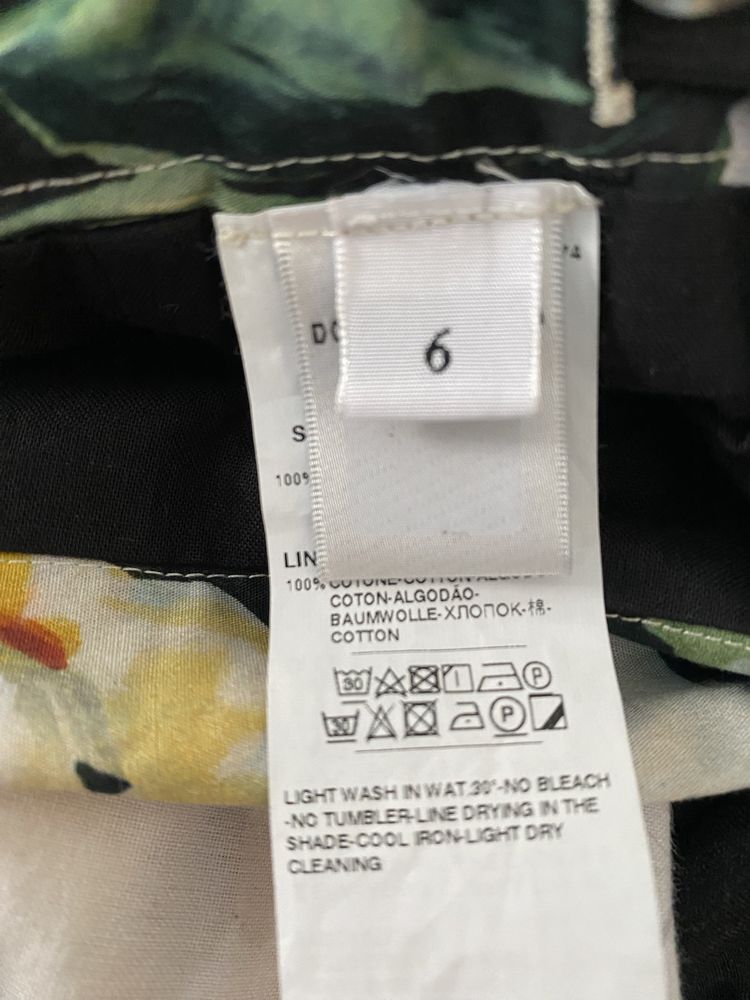 6
100%
100%
COTON-ALGODÃO-
BAUMWOLLE-ХЛОПОК-棉-
COTTON
30 P
30 P
LIGHT WASH IN WAT.30°-NO BLEACH
-NO TUMBLER-LINE DRYING IN THE
SHADE-COOL IRON-LIGHT DRY
CLEANING